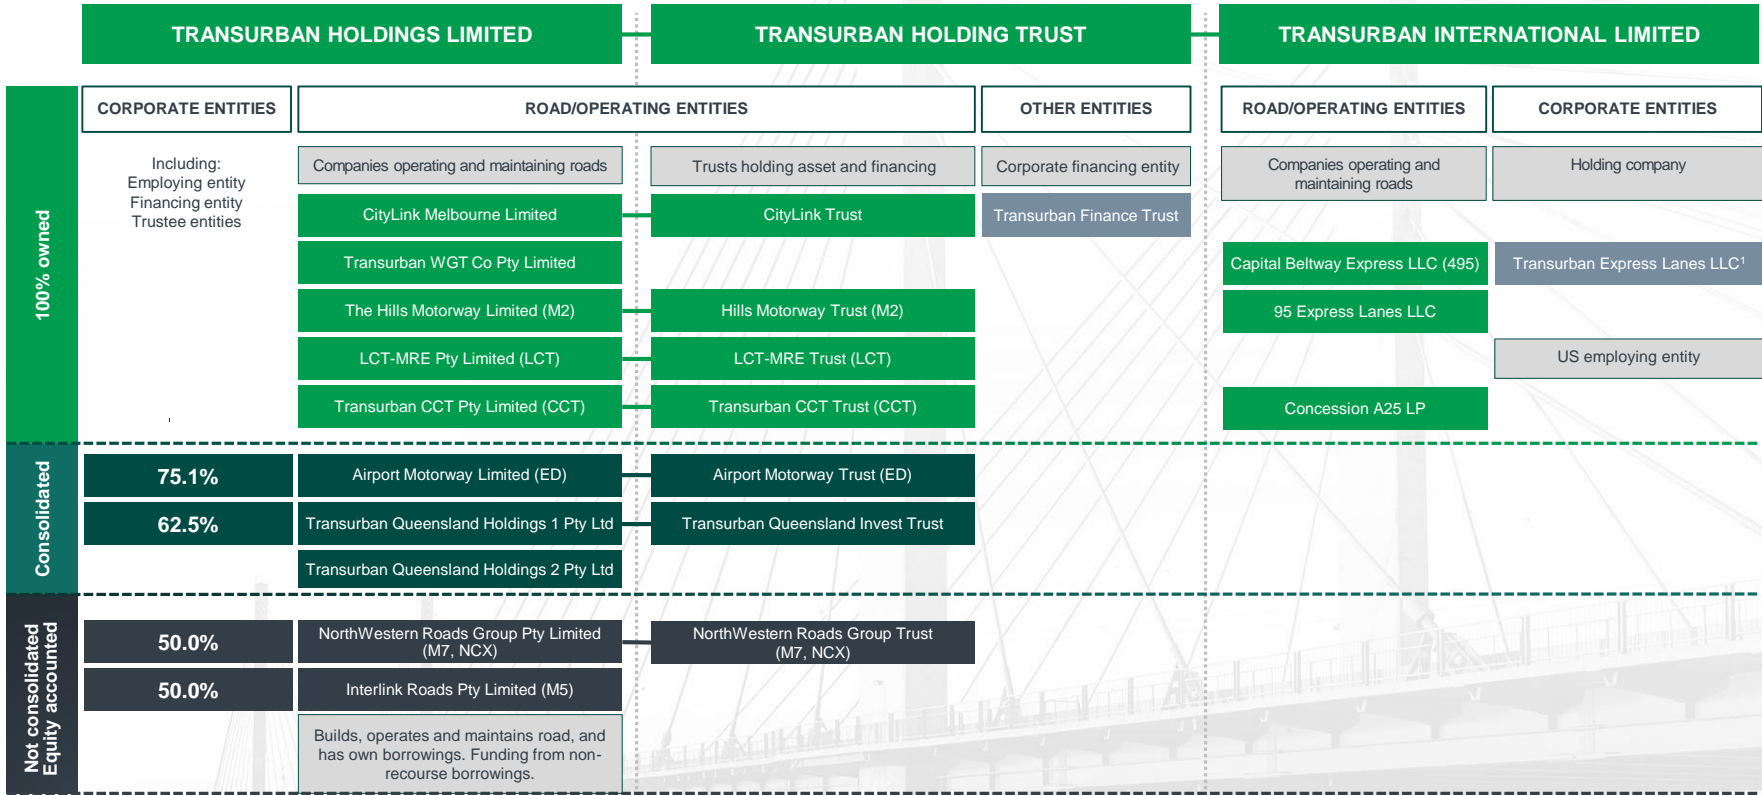 TRANSURBAN HOLDINGS LIMITED
TRANSURBAN HOLDING TRUST
TRANSURBAN INTERNATIONAL LIMITED
100% owned
CORPORATE ENTITIES
ROAD/OPERATING ENTITIES
OTHER ENTITIES
ROAD/OPERATING ENTITIES
CORPORATE ENTITIES
Including:
Employing entity
Financing entity
Trustee entities
Companies operating and maintaining roads
Trusts holding asset and financing
Corporate financing entity
Companies operating and
maintaining roads
Holding company
CityLink Melbourne Limited
CityLink Trust
Transurban Finance Trust
Transurban WGT Co Pty Limited
Capital Beltway Express LLC (495)
Transurban Express Lanes LLC¹
The Hills Motorway Limited (M2)
Hills Motorway Trust (M2)
95 Express Lanes LLC
LCT-MRE Pty Limited (LCT)
LCT-MRE Trust (LCT)
US employing entity
Transurban CCT Pty Limited (CCT)
Transurban CCT Trust (CCT)
Concession A25 LP
Consolidated
75.1%
Airport Motorway Limited (ED)
Airport Motorway Trust (ED)
62.5%
Transurban Queensland Holdings 1 Pty Ltd
Transurban Queensland Invest Trust
Transurban Queensland Holdings 2 Pty Ltd
Not consolidated
Equity accounted
50.0%
NorthWestern Roads Group Pty Limited
(M7, NCX)
NorthWestern Roads Group Trust
(M7, NCX)
50.0%
Interlink Roads Pty Limited (M5)
Builds, operates and maintains road, and
has own borrowings. Funding from non-
recourse borrowings.